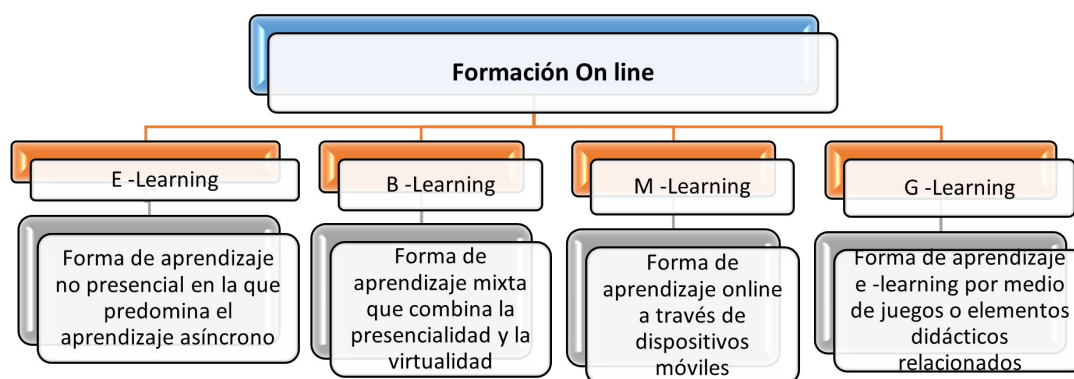 Formación On line
E -Learning
B -Learning
M -Learning
G -Learning
Forma de aprendizaje
no presencial en la que
predomina el
aprendizaje asíncrono
Forma de
aprendizaje mixta
que combina la
presencialidad y la
virtualidad
Forma de
aprendizaje online
a través de
dispositivos
móviles
Forma de aprendizaje
e -learning por medio
de juegos o elementos
didácticos
relacionados